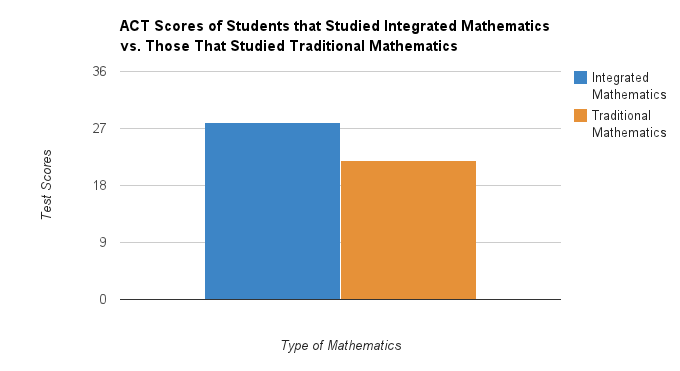 ACT Scores of Students that Studied Integrated Mathematics
vs. Those That Studied Traditional Mathematics
36
27
18
9
0
Test Scores
Type of Mathematics
Integrated
Mathematics
Traditional
Mathematics